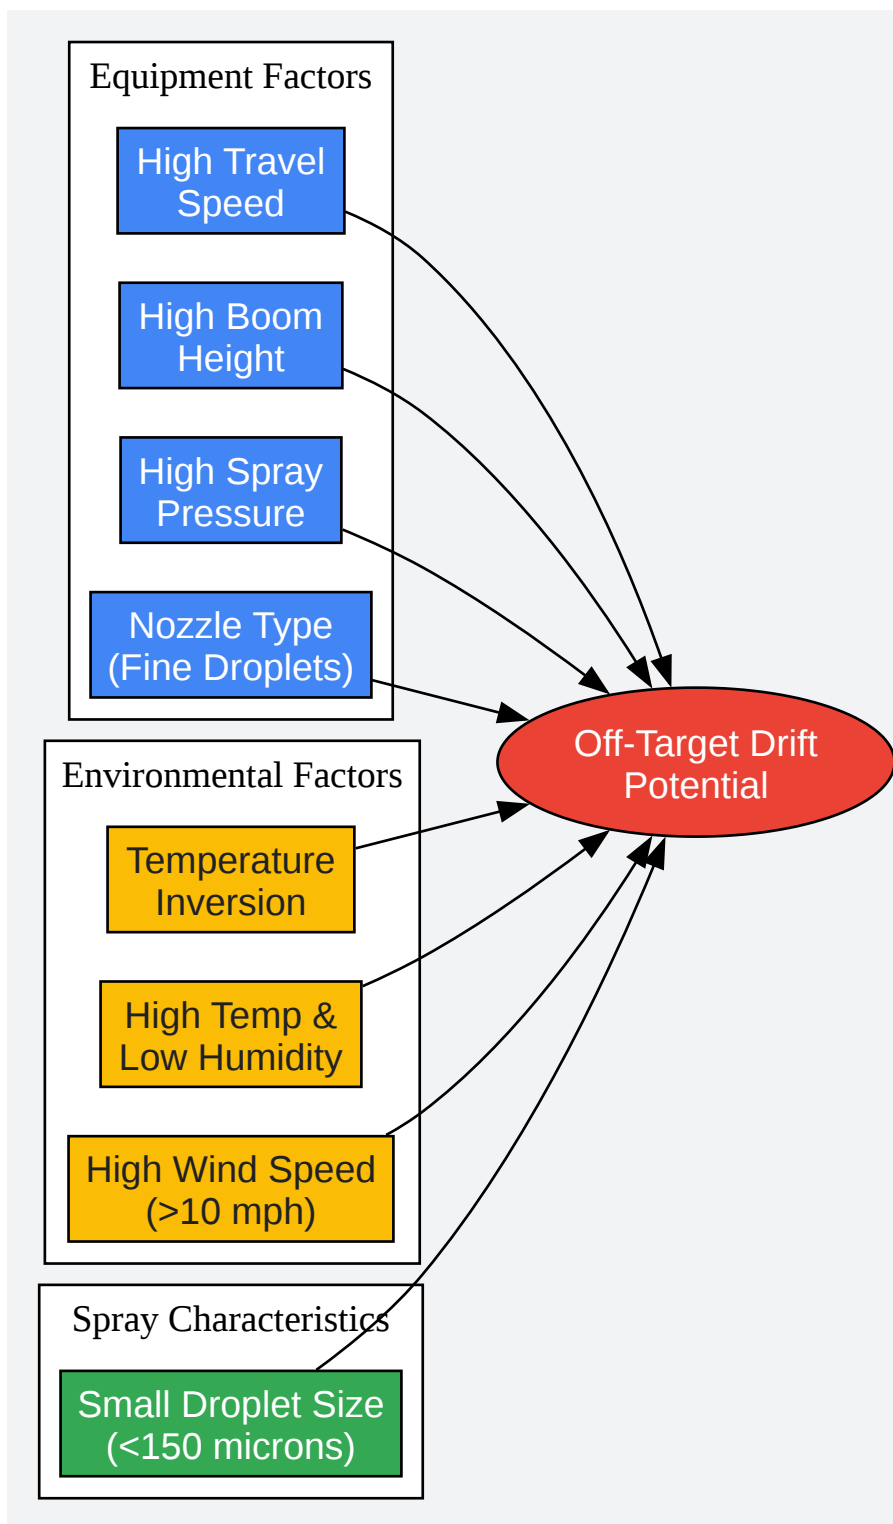 Equipment Factors
High Travel
Speed
High Boom
Height
High Spray
Pressure
Nozzle Type
(Fine Droplets)
Off-Target Drift
Potential
Environmental Factors
Temperature
Inversion
High Temp &
Low Humidity
High Wind Speed
(>10 mph)
Spray Characteristics
Small Droplet Size
(<150 microns)